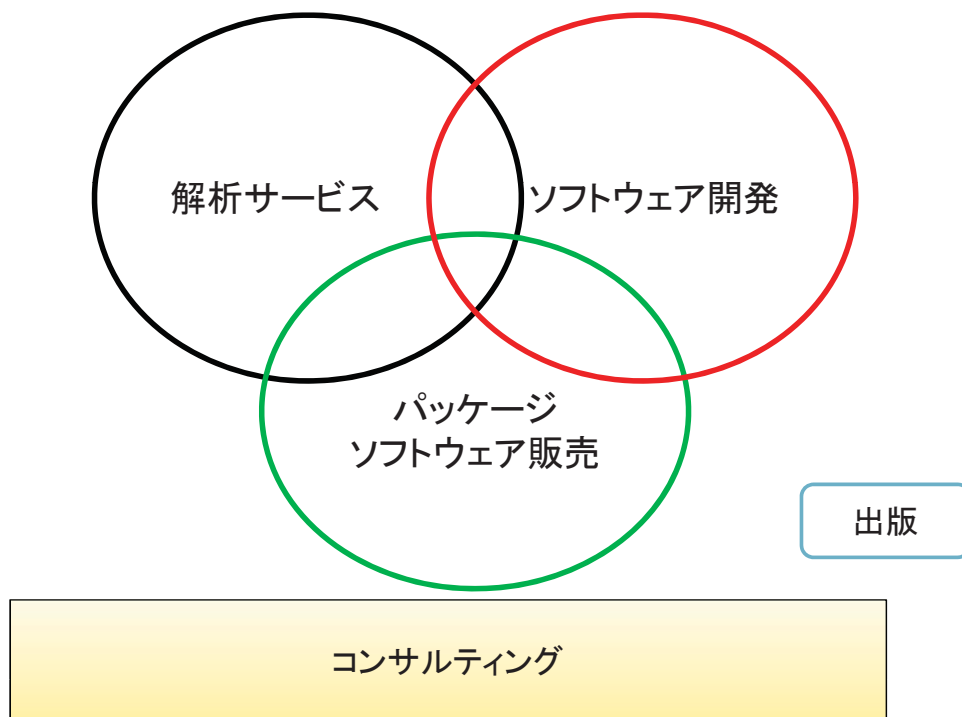 解析サービス
ソフトウェア開発
パッケージ
ソフトウェア販売
出版
コンサルティング